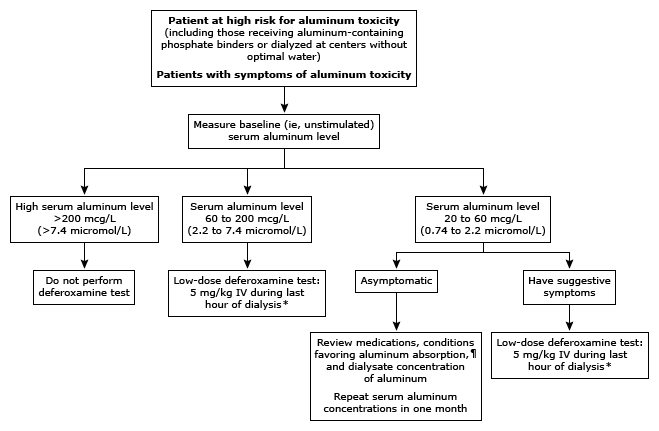 Patient at high risk for aluminum toxicity
(including those receiving aluminum-containing
phosphate binders or dialyzed at centers without
optimal water)
Patients with symptoms of aluminum toxicity
Measure baseline (ie, unstimulated)
serum aluminum level
High serum aluminum level
>200 mcg/L
(>7.4 micromol/L)
Serum aluminum level
60 to 200 mcg/L
(2.2 to 7.4 micromol/L)
Serum aluminum level
20 to 60 mcg/L
(0.74 to 2.2 micromol/L)
Do not perform
deferoxamine test
Low-dose deferoxamine test:
5 mg/kg IV during last
hour of dialysis*
Asymptomatic
Have suggestive
symptoms
Review medications, conditions
favoring aluminum absorption,¶
and dialysate concentration
of aluminum
Repeat serum aluminum
concentrations in one month
Low-dose deferoxamine test:
5 mg/kg IV during last
hour of dialysis*